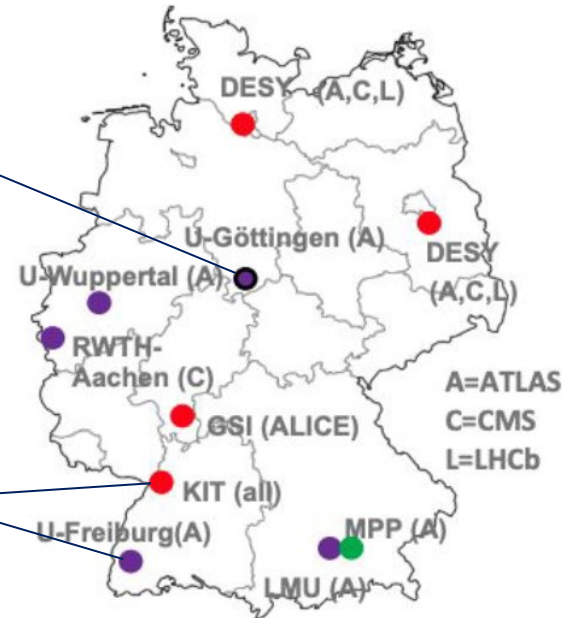 DESY (A,C,L)
U-Göttingen (A)
DESY
(A,C,L)
U-Wuppertal (A)
RWTH-
Aachen (C)
A=ATLAS
C=CMS
L=LHCb
GSI (ALICE)
KIT (all)
U-Freiburg(A)
MPP (A)
LMU (A)